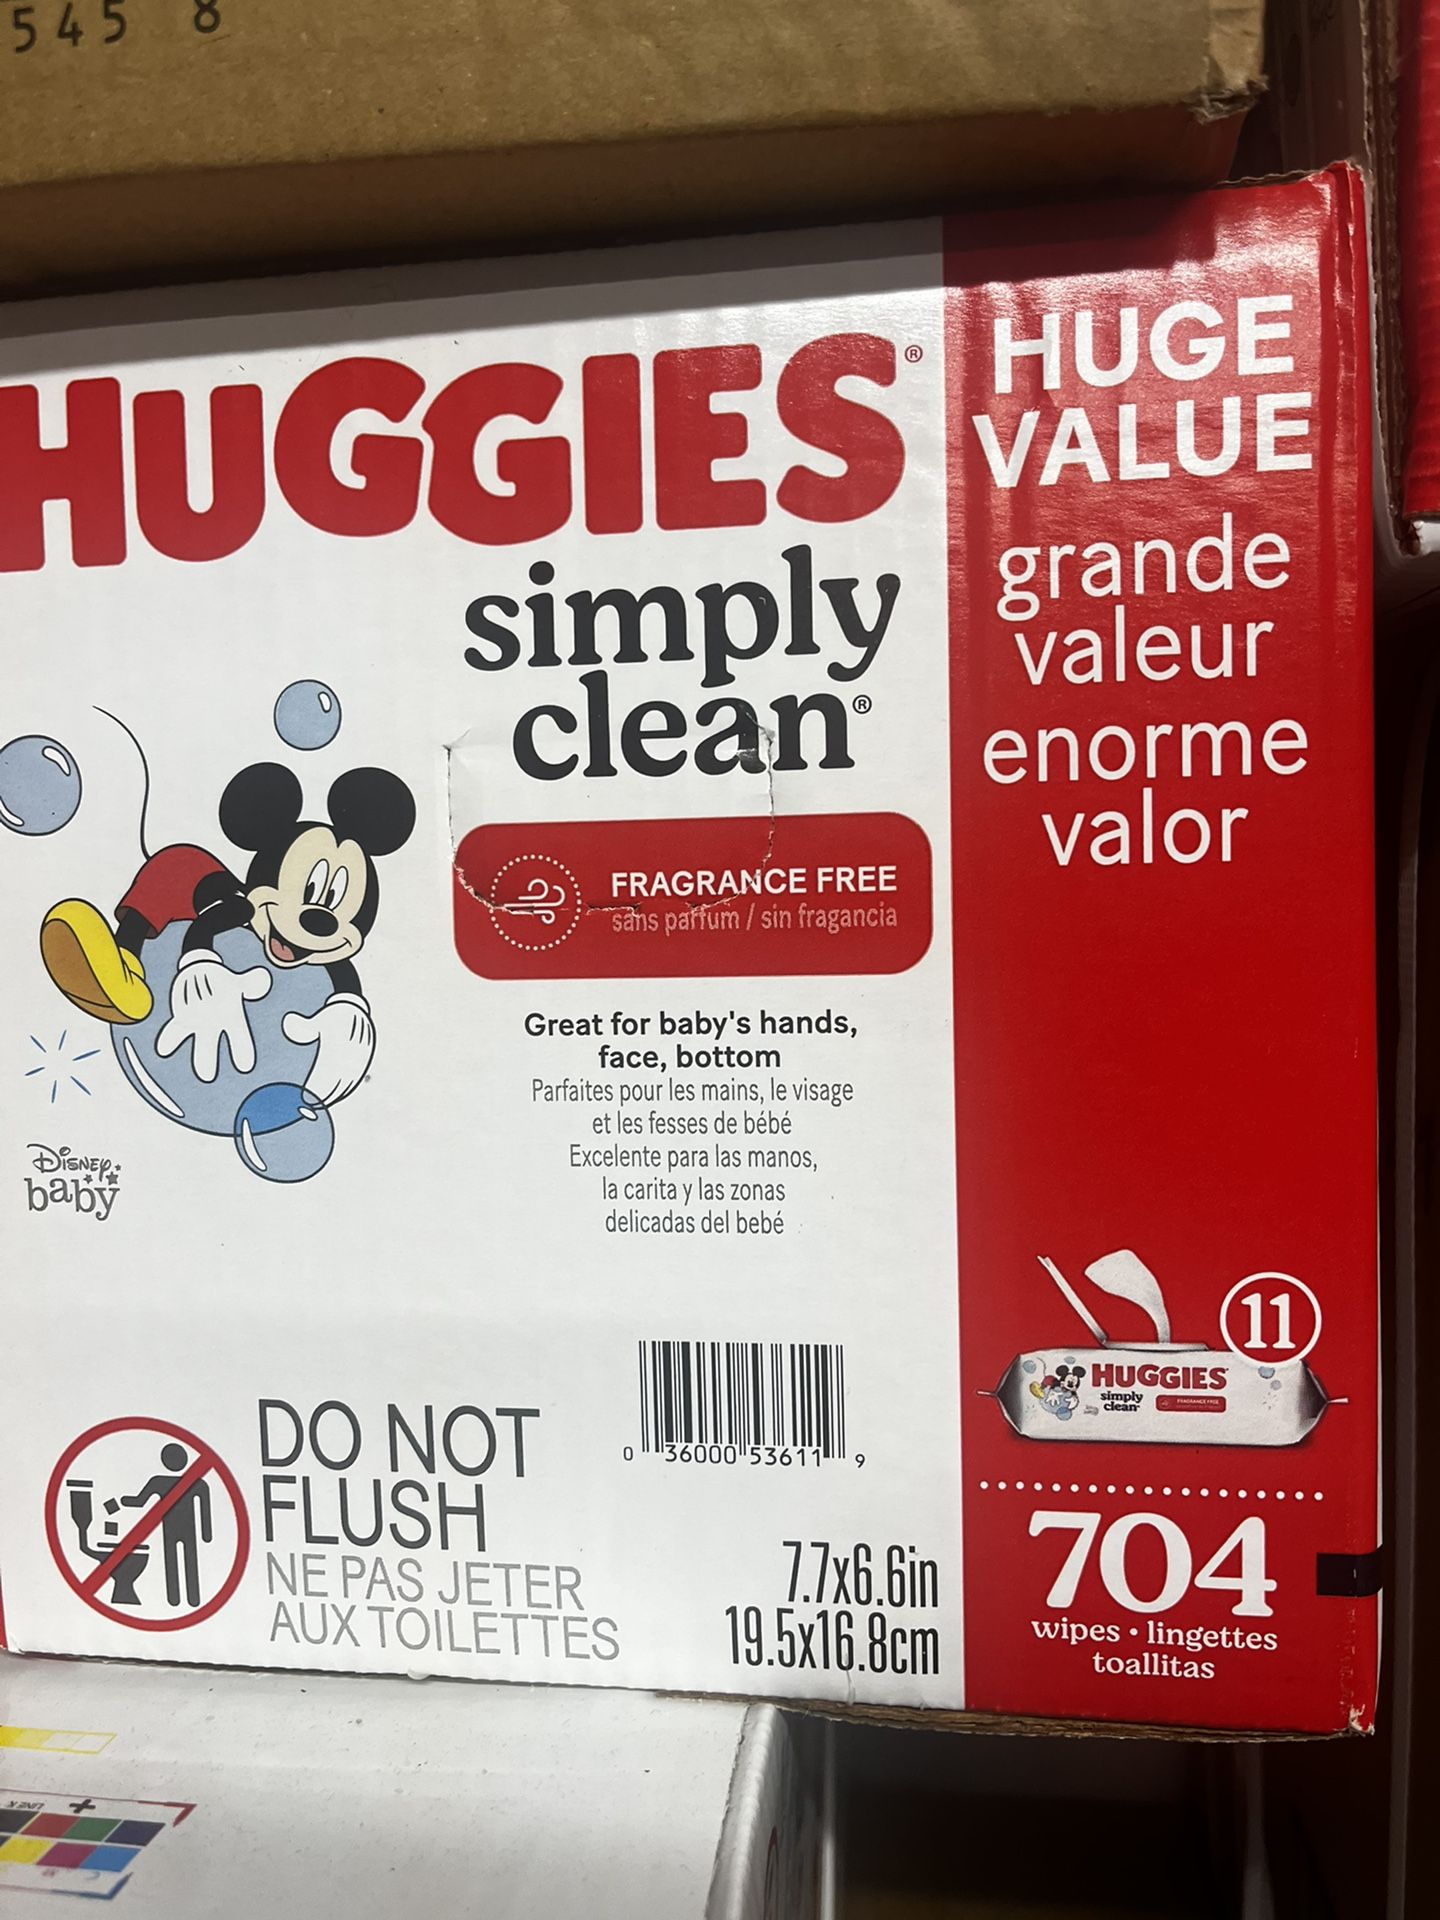 545 8
HUGGIES®
simply
clean®
FRAGRANCE FREE
sans parfum / sin fragancia
Great for baby's hands,
face, bottom
Parfaites pour les mains, le visage
et les fesses de bébé
Excelente para las manos,
la carita y las zonas
delicadas del bebé
Disney
baby
DO NOT
FLUSH
NE PAS JETER
AUX TOILETTES
0 36000 53611 9
7.7x6.6in
19.5x16.8cm
HUGE
VALUE
grande
valeur
enorme
valor
11
HUGGIES
simply
clean
FRAGRANCE FREE
704
wipes • lingettes
toallitas